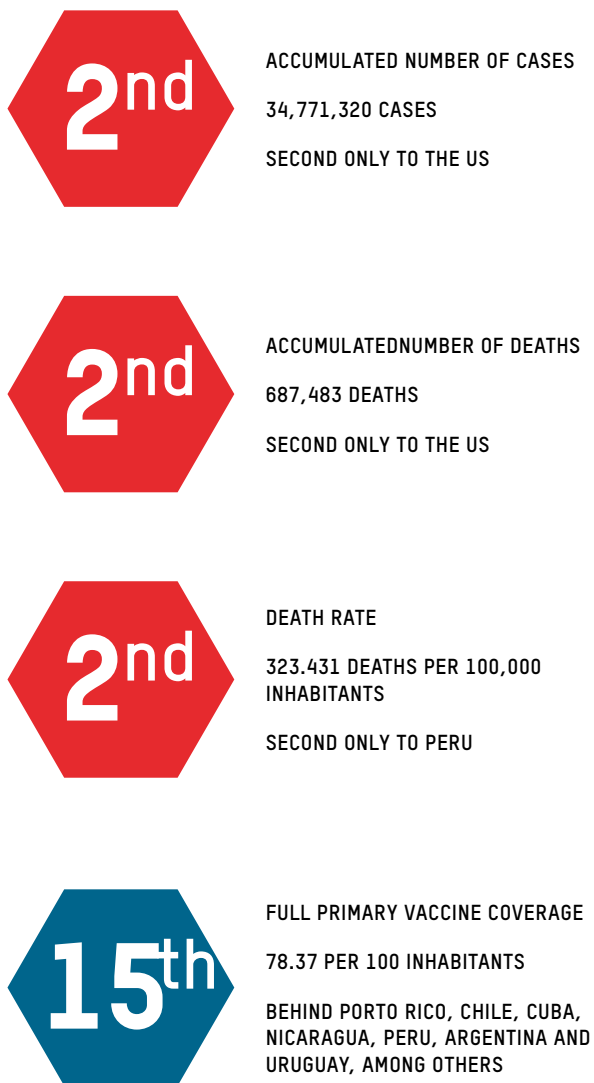 2nd
ACCUMULATED NUMBER OF CASES
34,771,320 CASES
SECOND ONLY TO THE US
2nd
ACCUMULATEDNUMBER OF DEATHS
687,483 DEATHS
SECOND ONLY TO THE US
2nd
DEATH RATE
323.431 DEATHS PER 100,000
INHABITANTS
SECOND ONLY TO PERU
15th
FULL PRIMARY VACCINE COVERAGE
78.37 PER 100 INHABITANTS
BEHIND PORTO RICO, CHILE, CUBA,
NICARAGUA, PERU, ARGENTINA AND
URUGUAY, AMONG OTHERS